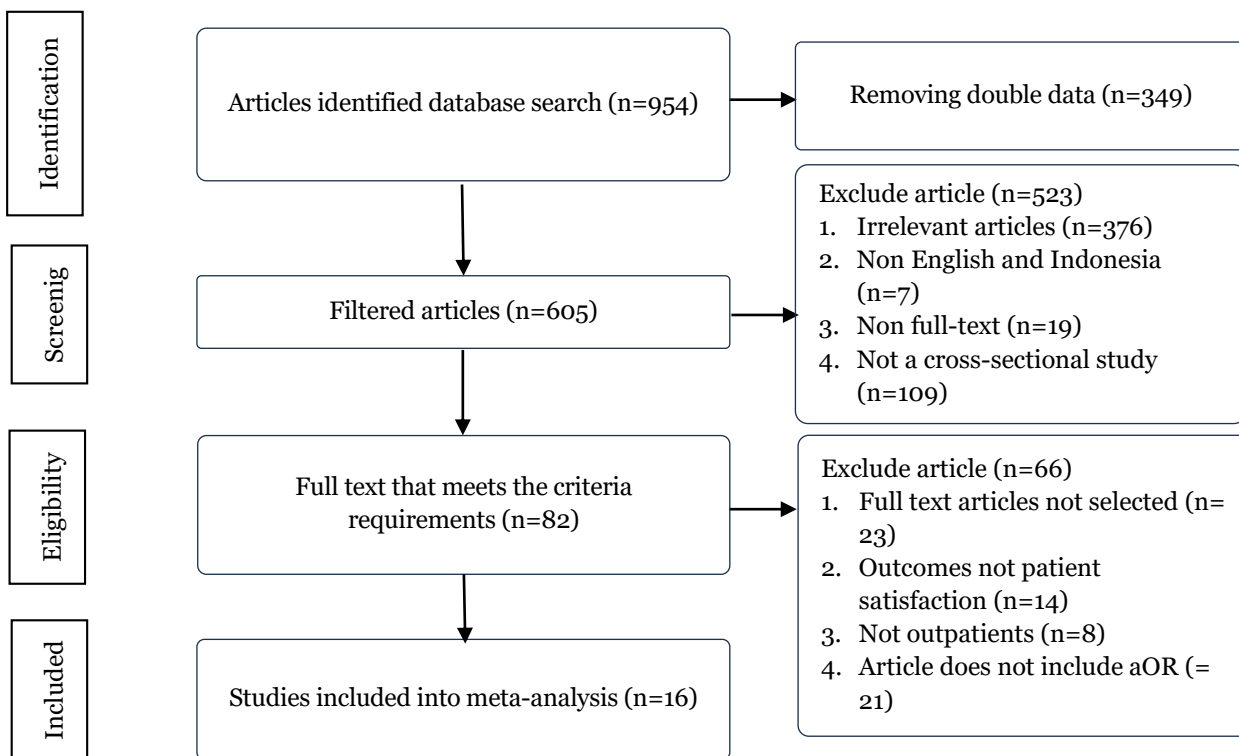 Identification
Articles identified database search (n=954)
Removing double data (n=349)
Screenig
Filtered articles (n=605)
Exclude article (n=523)
1. Irrelevant articles (n=376)
2. Non English and Indonesia
(n=7)
3. Non full-text (n=19)
4. Not a cross-sectional study
(n=109)
Eligibility
Full text that meets the criteria
requirements (n=82)
Exclude article (n=66)
1. Full text articles not selected (n=
23)
2. Outcomes not patient
satisfaction (n=14)
3. Not outpatients (n=8)
4. Article does not include aOR (=
21)
Included
Studies included into meta-analysis (n=16)